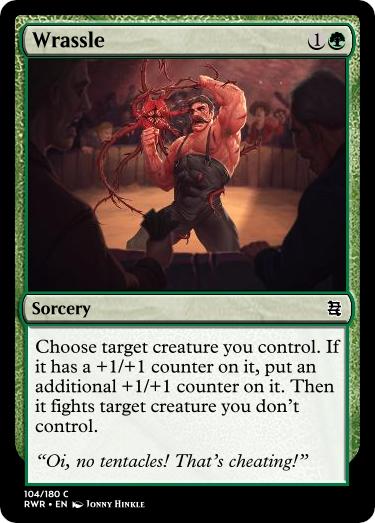 Wrassle 1
Sorcery
Choose target creature you control. If
it has a +1/+1 counter on it, put an
additional +1/+1 counter on it. Then
it fights target creature you don't
control.
"Oi, no tentacles! That's cheating!"
104/180 C
RWR • EN Jonny Hinkle